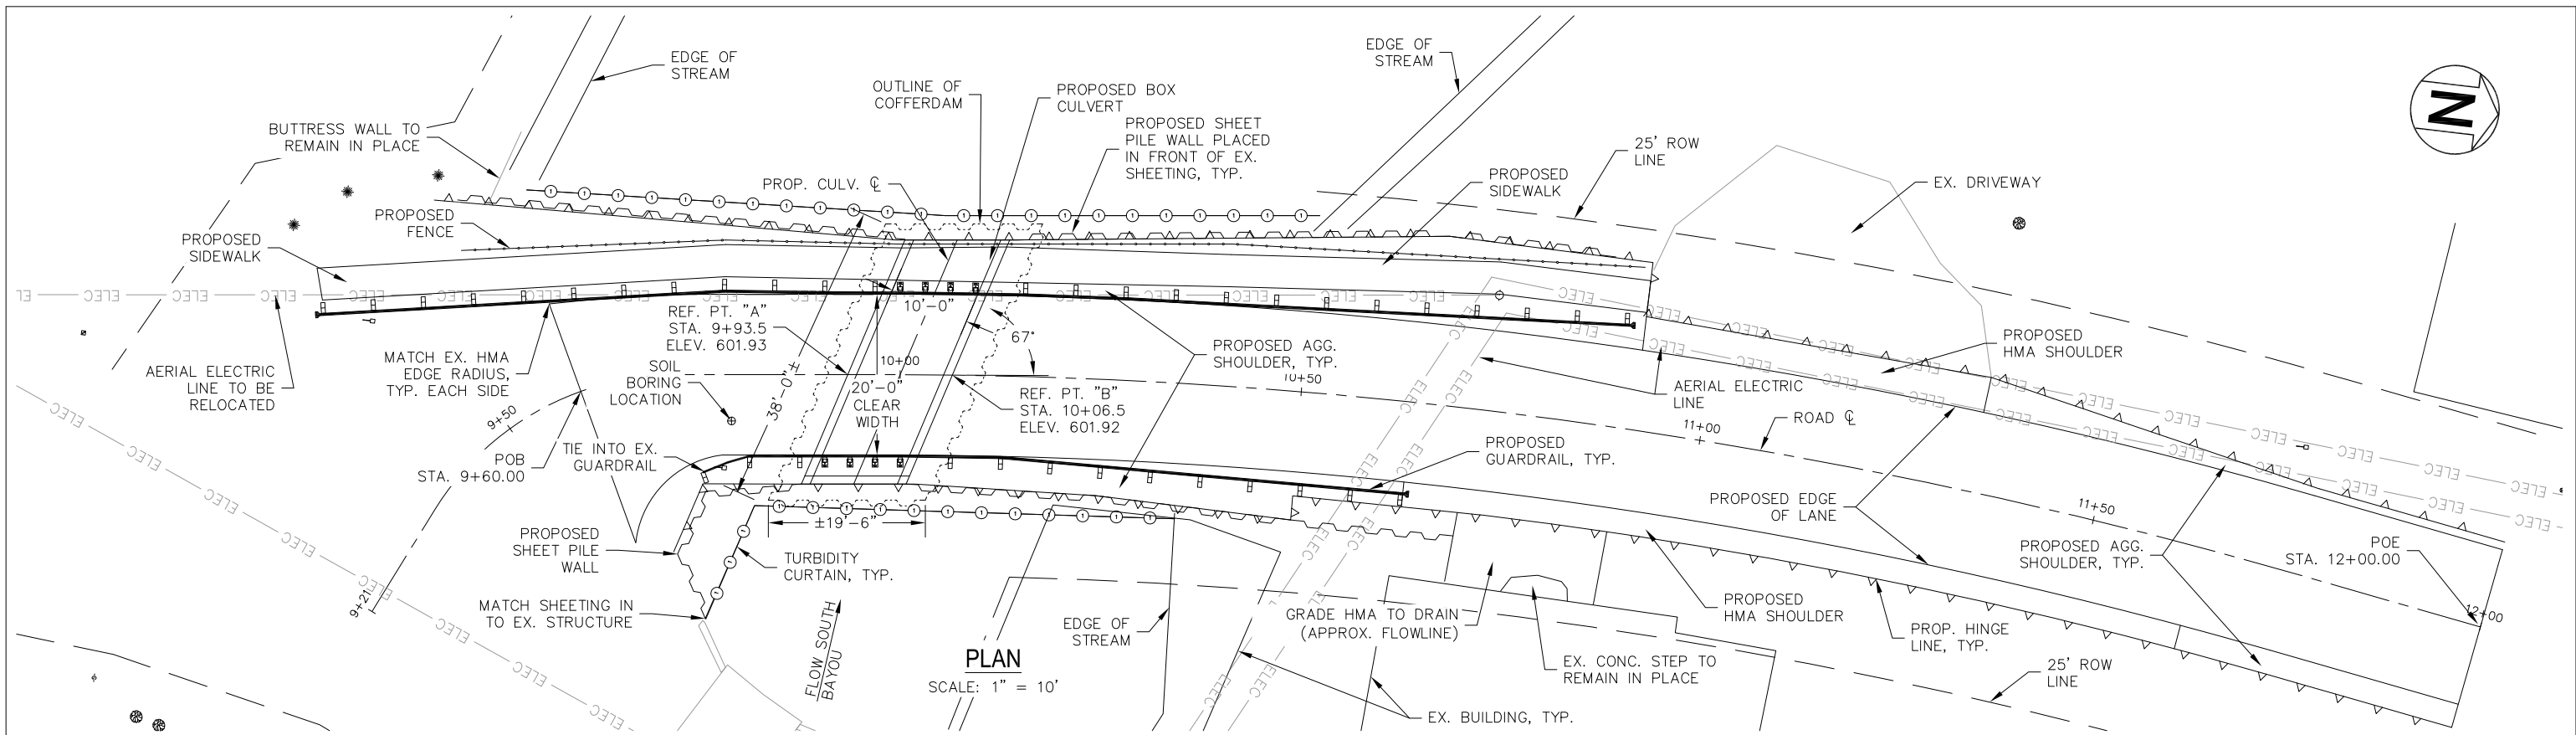 EDGE OF
STREAM
OUTLINE OF
COFFERDAM
PROPOSED BOX
CULVERT
EDGE OF
STREAM
N
BUTTRESS WALL TO
REMAIN IN PLACE
PROPOSED SHEET
PILE WALL PLACED
IN FRONT OF EX.
SHEETING, TYP.
25' ROW
LINE
PROP. CULV. ℄
PROPOSED
SIDEWALK
EX. DRIVEWAY
PROPOSED
FENCE
PROPOSED
SIDEWALK
10'-0"
REF. PT. "A"
STA. 9+93.5
ELEV. 601.93
67°
10+00
PROPOSED AGG.
SHOULDER, TYP.
PROPOSED
HMA SHOULDER
AERIAL ELECTRIC
LINE TO BE
RELOCATED
MATCH EX. HMA
EDGE RADIUS,
TYP. EACH SIDE
SOIL
BORING
LOCATION
38'-0"±
20'-0"
CLEAR
WIDTH
REF. PT. "B"
STA. 10+06.5
ELEV. 601.92
10+50
AERIAL ELECTRIC
LINE
ROAD ℄
11+00
9+50
POB
STA. 9+60.00
TIE INTO EX.
GUARDRAIL
PROPOSED
GUARDRAIL, TYP.
PROPOSED EDGE
OF LANE
11+50
PROPOSED AGG.
SHOULDER, TYP.
POE
STA. 12+00.00
12+00
PROPOSED
SHEET PILE
WALL
±19'-6"
TURBIDITY
CURTAIN, TYP.
9+21
MATCH SHEETING IN
TO EX. STRUCTURE
FLOW SOUTH
BAYOU
EDGE OF
STREAM
GRADE HMA TO DRAIN
(APPROX. FLOWLINE)
PROPOSED
HMA SHOULDER
PROP. HINGE
LINE, TYP.
EX. CONC. STEP TO
REMAIN IN PLACE
25' ROW
LINE
PLAN
SCALE: 1" = 10'
EX. BUILDING, TYP.
ELEC ELEC ELEC ELEC ELEC ELEC ELEC